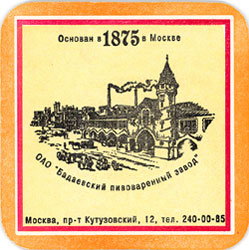 Основан в 1875 в Москве
ОАО "Бадаевский пивоваренный завод"
Москва, пр-т Кутузовский, 12, тел. 240-00-85